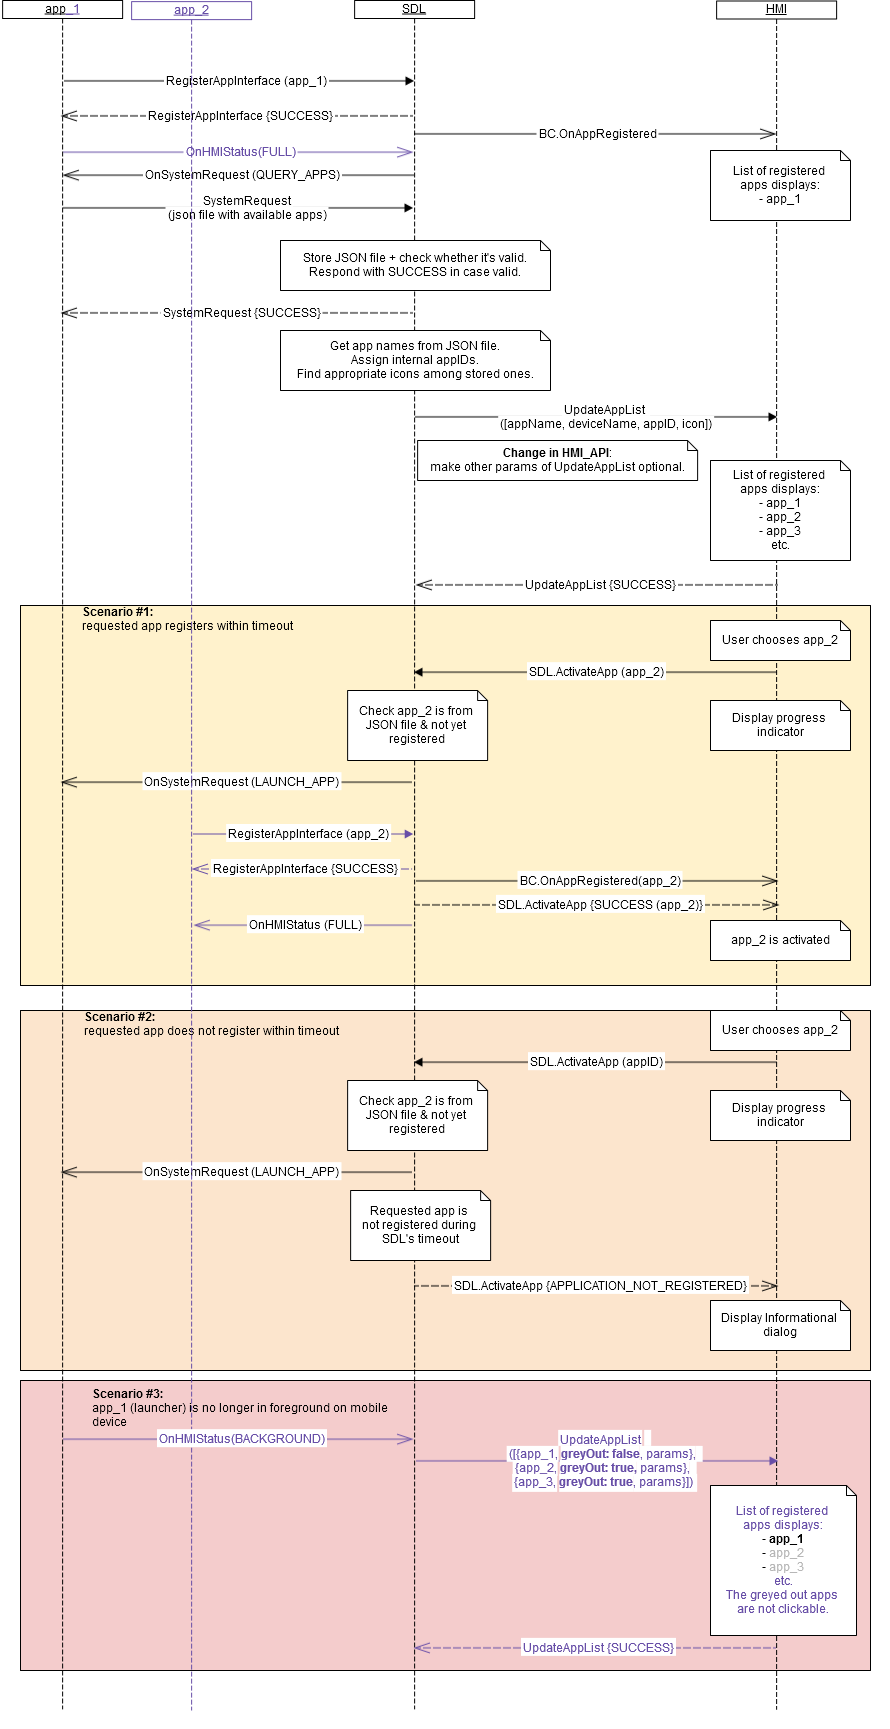 app_1
app_2
SDL
HMI
RegisterAppInterface (app_1)
RegisterAppInterface {SUCCESS}
BC.OnAppRegistered
OnHMIStatus(FULL)
List of registered
apps displays:
- app_1
OnSystemRequest (QUERY_APPS)
SystemRequest
(json file with available apps)
Store JSON file + check whether it's valid.
Respond with SUCCESS in case valid.
SystemRequest {SUCCESS}
Get app names from JSON file.
Assign internal appIDs.
Find appropriate icons among stored ones.
UpdateAppList
([appName, deviceName, appID, icon])
Change in HMI_API:
make other params of UpdateAppList optional.
List of registered
apps displays:
- app_1
- app_2
- app_3
etc.
UpdateAppList {SUCCESS}
Scenario #1:
requested app registers within timeout
User chooses app_2
SDL.ActivateApp (app_2)
Check app_2 is from
JSON file & not yet
registered
Display progress
indicator
OnSystemRequest (LAUNCH_APP)
RegisterAppInterface (app_2)
RegisterAppInterface {SUCCESS}
BC.OnAppRegistered(app_2)
SDL.ActivateApp {SUCCESS (app_2)}
OnHMIStatus (FULL)
app_2 is activated
Scenario #2:
requested app does not register within timeout
User chooses app_2
SDL.ActivateApp (appID)
Check app_2 is from
JSON file & not yet
registered
Display progress
indicator
OnSystemRequest (LAUNCH_APP)
Requested app is
not registered during
SDL's timeout
SDL.ActivateApp {APPLICATION_NOT_REGISTERED}
Display Informational
dialog
Scenario #3:
app_1 (launcher) is no longer in foreground on mobile
device
OnHMIStatus(BACKGROUND)
UpdateAppList
([{app_1, greyOut: false, params},
{app_2, greyOut: true, params},
{app_3, greyOut: true, params}])
List of registered
apps displays:
- app_1
- app_2
- app_3
etc.
The greyed out apps
are not clickable.
UpdateAppList {SUCCESS}